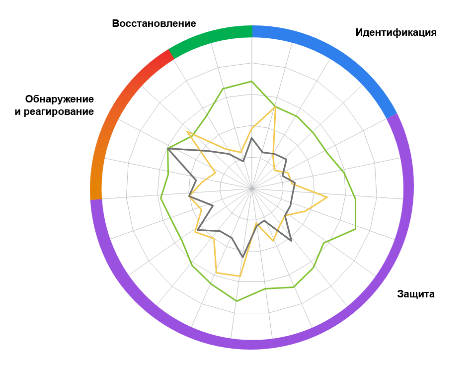 Восстановление
Идентификация
Обнаружение
и реагирование
Защита